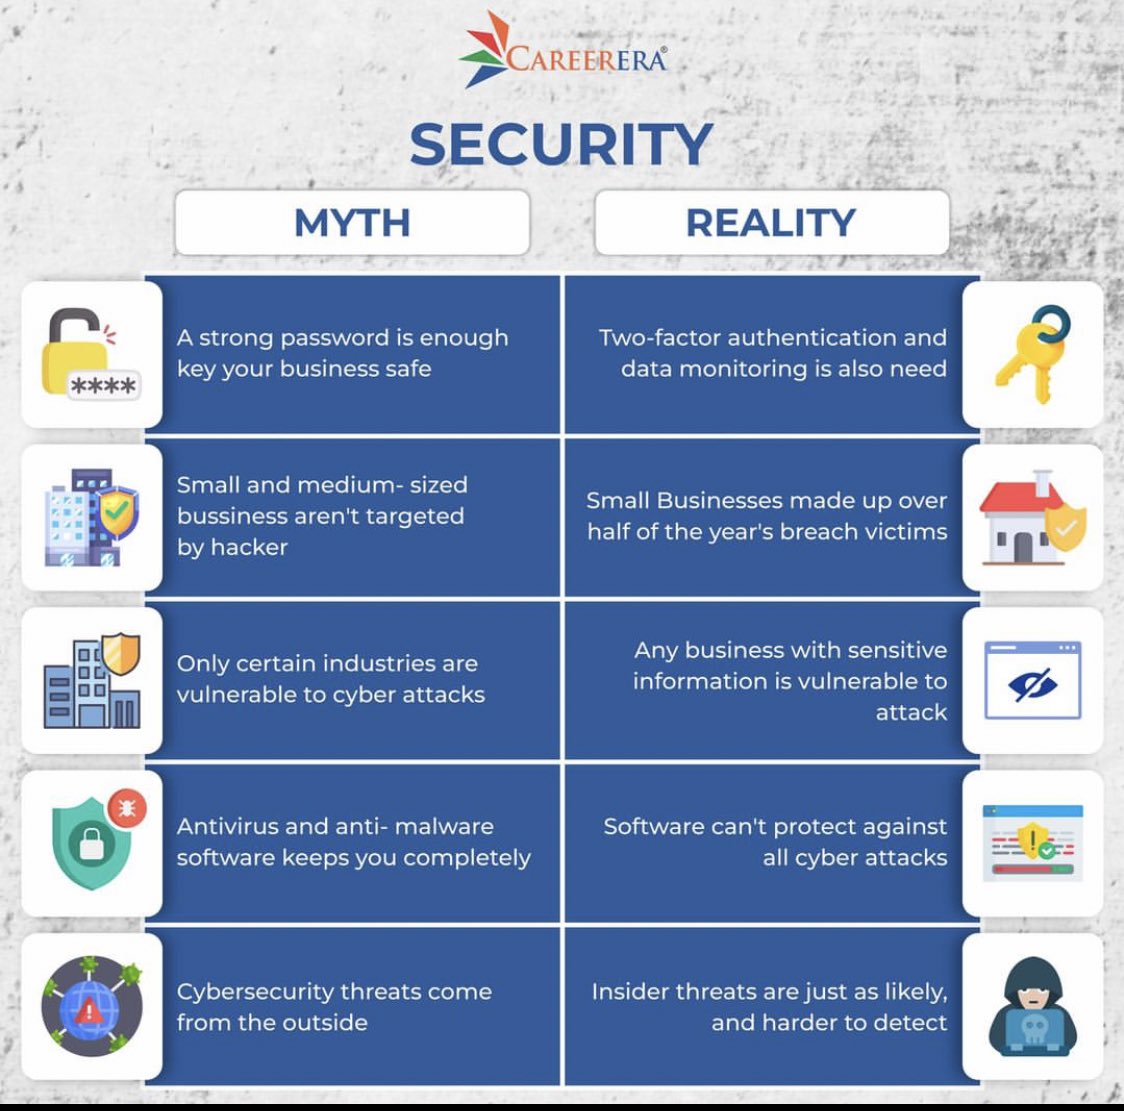 CAREERERA®
SECURITY
MYTH
REALITY
A strong password is enough
key your business safe
Two-factor authentication and
data monitoring is also need
****
Small and medium- sized
bussiness aren't targeted
by hacker
Small Businesses made up over
half of the year's breach victims
Only certain industries are
vulnerable to cyber attacks
Any business with sensitive
information is vulnerable to
attack
Antivirus and anti- malware
software keeps you completely
Software can't protect against
all cyber attacks
Cybersecurity threats come
from the outside
Insider threats are just as likely,
and harder to detect